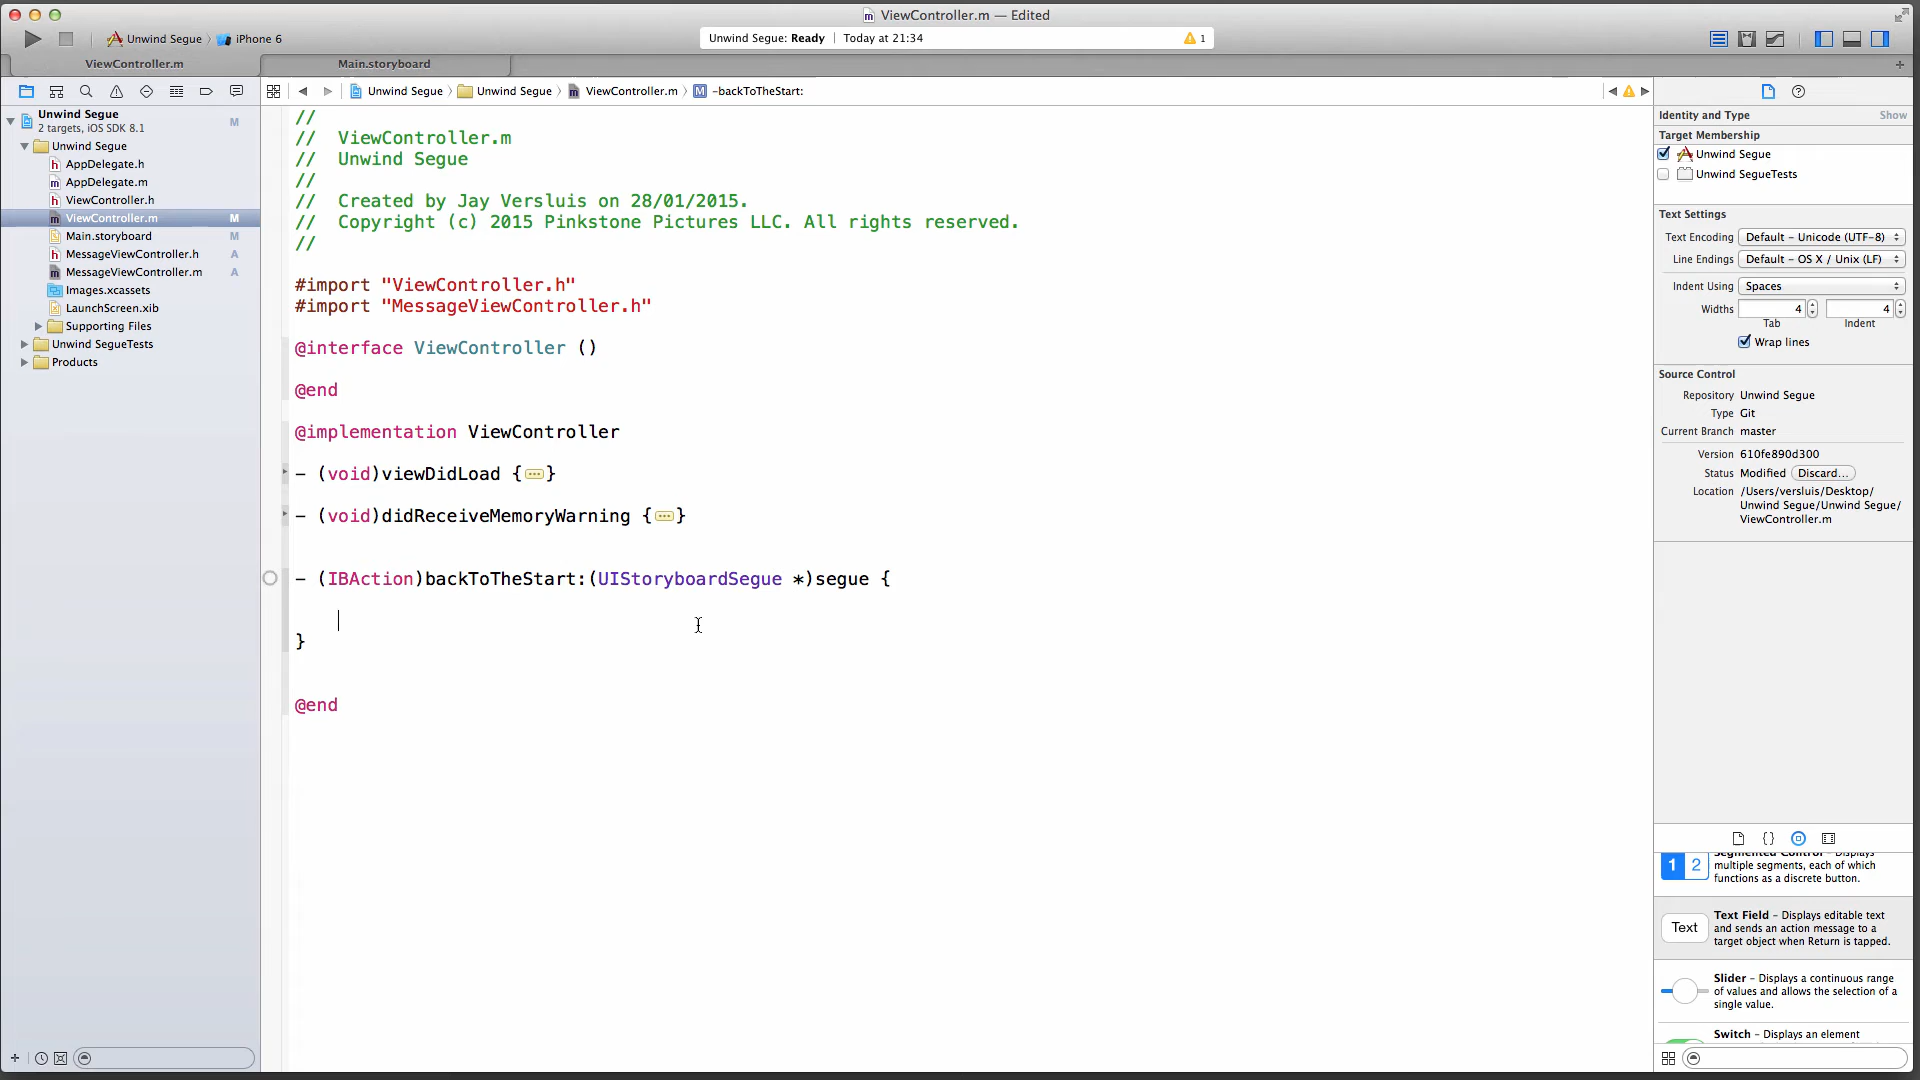 ViewController.m — Edited
Unwind Segue  iPhone 6
Unwind Segue: Ready  Today at 21:34  1
ViewController.m  Main.storyboard
Unwind Segue  Unwind Segue  ViewController.m  M  -backToTheStart:
Unwind Segue
2 targets, iOS SDK 8.1  M
Unwind Segue
h AppDelegate.h
m AppDelegate.m
h ViewController.h
m ViewController.m  M
Main.storyboard  M
h MessageViewController.h  A
m MessageViewController.m  A
Images.xcassets
LaunchScreen.xib
Supporting Files
Unwind SegueTests
Products
//
//  ViewController.m
//  Unwind Segue
//
//  Created by Jay Versluis on 28/01/2015.
//  Copyright (c) 2015 Pinkstone Pictures LLC. All rights reserved.
//
#import "ViewController.h"
#import "MessageViewController.h"
@interface ViewController ()
@end
@implementation ViewController
- (void)viewDidLoad {...}
- (void)didReceiveMemoryWarning {...}
- (IBAction)backToTheStart:(UIStoryboardSegue *)segue {
}
@end
Identity and Type  Show
Target Membership
Unwind Segue
Unwind SegueTests
Text Settings
Text Encoding  Default - Unicode (UTF-8)
Line Endings  Default - OS X / Unix (LF)
Indent Using  Spaces
Widths  4  4
Tab  Indent
Wrap lines
Source Control
Repository  Unwind Segue
Type  Git
Current Branch  master
Version  610fe890d300
Status  Modified  Discard...
Location  /Users/versluis/Desktop/
Unwind Segue/Unwind Segue/
ViewController.m
{}
Segmented Control - Displays
1 2  multiple segments, each of which
functions as a discrete button.
Text Field - Displays editable text
Text  and sends an action message to a
target object when Return is tapped.
Slider - Displays a continuous range
of values and allows the selection of a
single value.
Switch - Displays an element